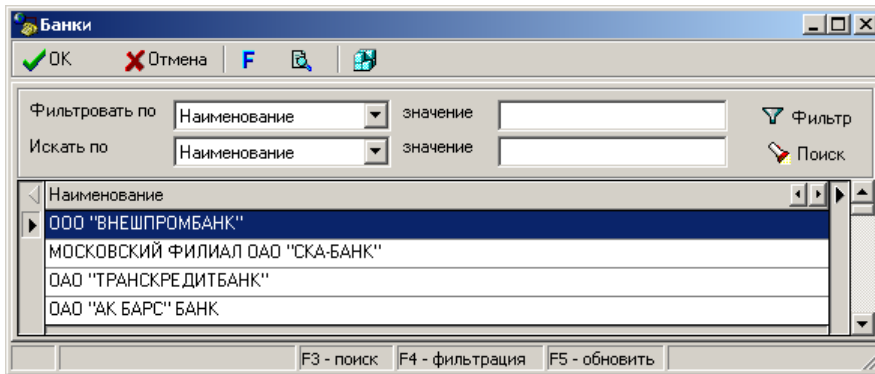 Банки
OK Отмена F
Фильтровать по Наименование значение Фильтр
Искать по Наименование значение Поиск
Наименование
ООО "ВНЕШПРОМБАНК"
МОСКОВСКИЙ ФИЛИАЛ ОАО "СКА-БАНК"
ОАО "ТРАНСКРЕДИТБАНК"
ОАО "АК БАРС" БАНК
F3 - поиск F4 - фильтрация F5 - обновить